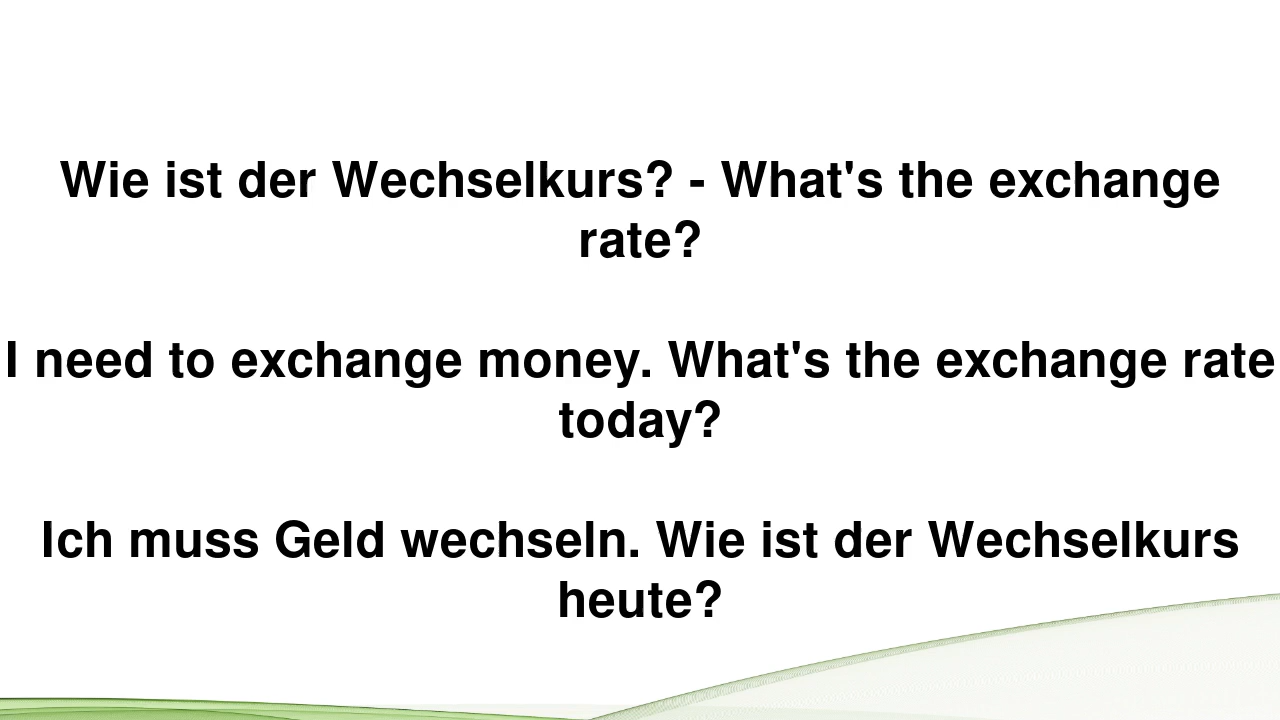 Wie ist der Wechselkurs? - What's the exchange
rate?
I need to exchange money. What's the exchange rate
today?
Ich muss Geld wechseln. Wie ist der Wechselkurs
heute?